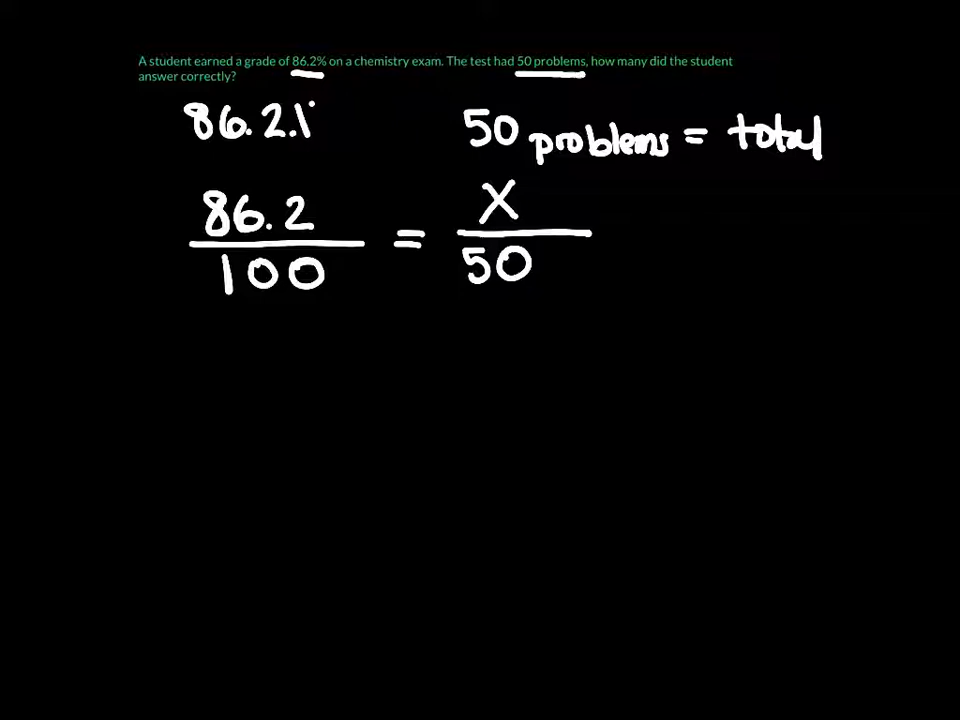 A student earned a grade of 86.2% on a chemistry exam. The test had 50 problems, how many did the student
answer correctly?
86.2% 50 problems = total
86.2 = X
100 50